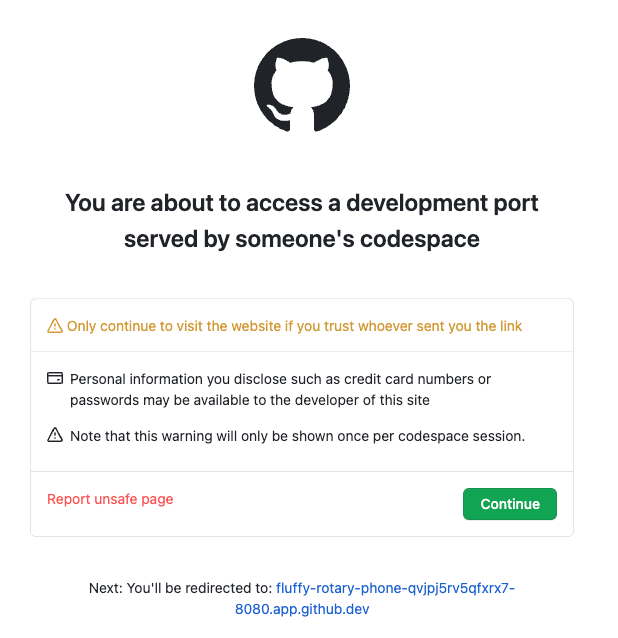 You are about to access a development port
served by someone's codespace
Only continue to visit the website if you trust whoever sent you the link
Personal information you disclose such as credit card numbers or
passwords may be available to the developer of this site
Note that this warning will only be shown once per codespace session.
Report unsafe page
Continue
Next: You'll be redirected to: fluffy-rotary-phone-qvjpj5rv5qfxrx7-
8080.app.github.dev